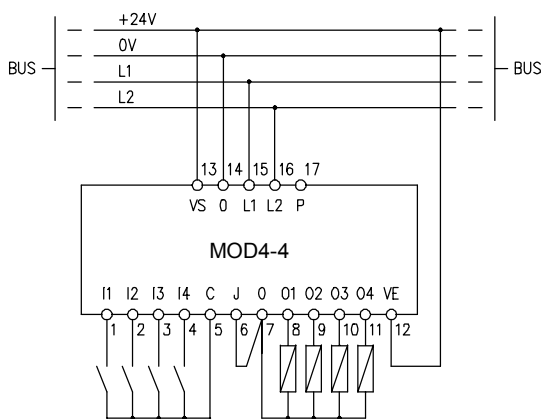 +24V
0V
BUS
BUS
L1
L2
13 14 15 16 17
VS 0 L1 L2 P
MOD4-4
I1 I2 I3 I4 C J 0 O1 O2 O3 O4 VE
1 2 3 4 5 6 7 8 9 10 11 12